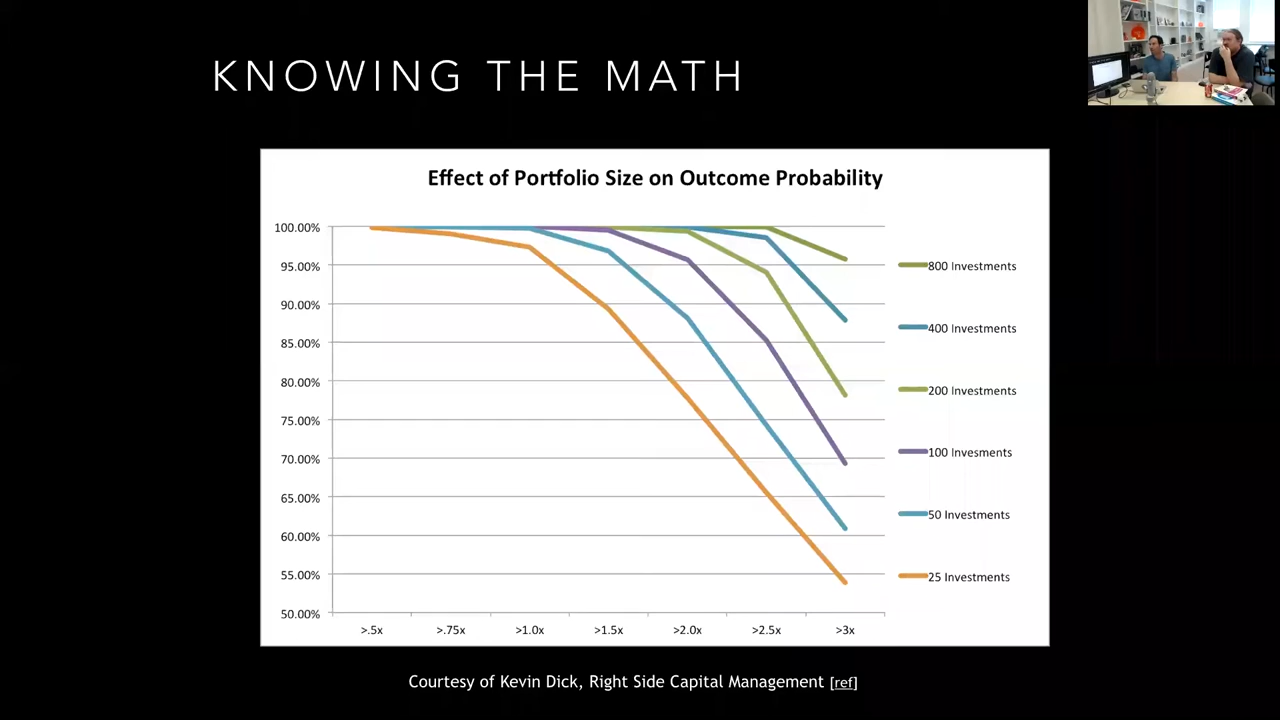 KNOWING THE MATH
Effect of Portfolio Size on Outcome Probability
100.00%
95.00%
90.00%
85.00%
80.00%
75.00%
70.00%
65.00%
60.00%
55.00%
50.00%
>.5x >.75x >1.0x >1.5x >2.0x >2.5x >3x
800 Investments
400 Investments
200 Investments
100 Invesments
50 Investments
25 Investments
Courtesy of Kevin Dick, Right Side Capital Management [ref]